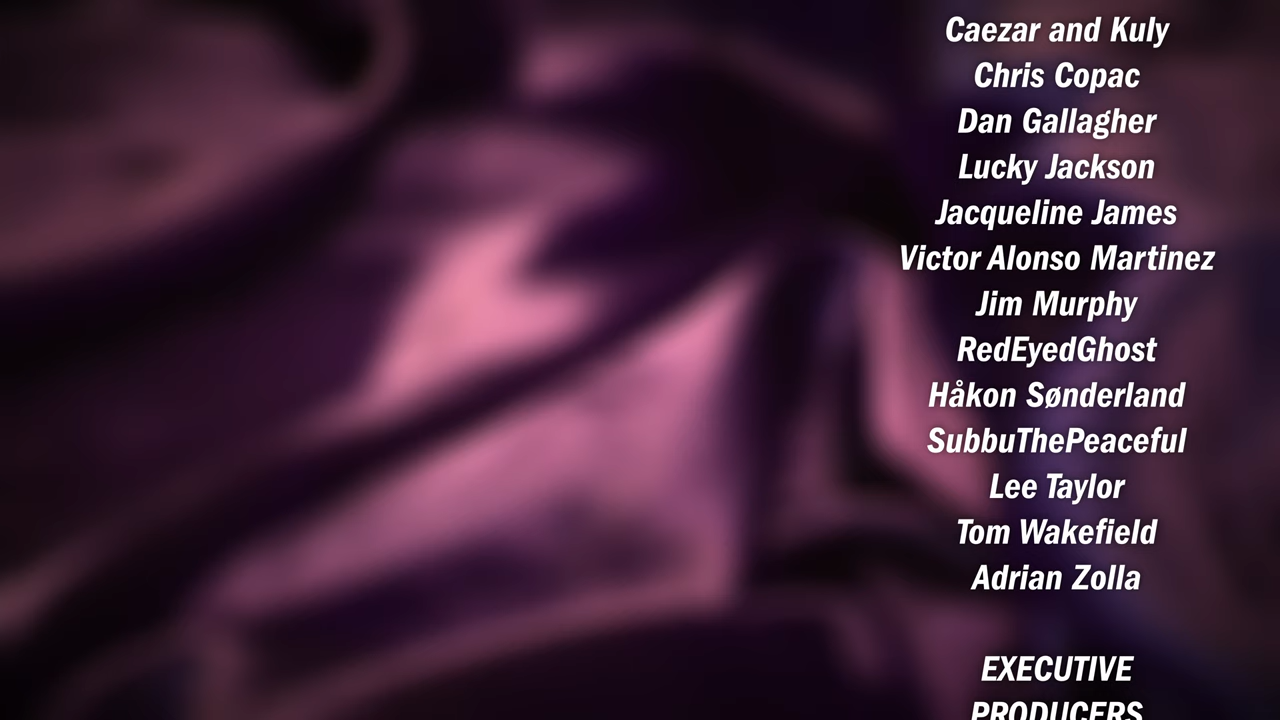 Caezar and Kuly
Chris Copac
Dan Gallagher
Lucky Jackson
Jacqueline James
Victor Alonso Martinez
Jim Murphy
RedEyedGhost
Håkon Sønderland
SubbuThePeaceful
Lee Taylor
Tom Wakefield
Adrian Zolla
EXECUTIVE
PRODUCERS